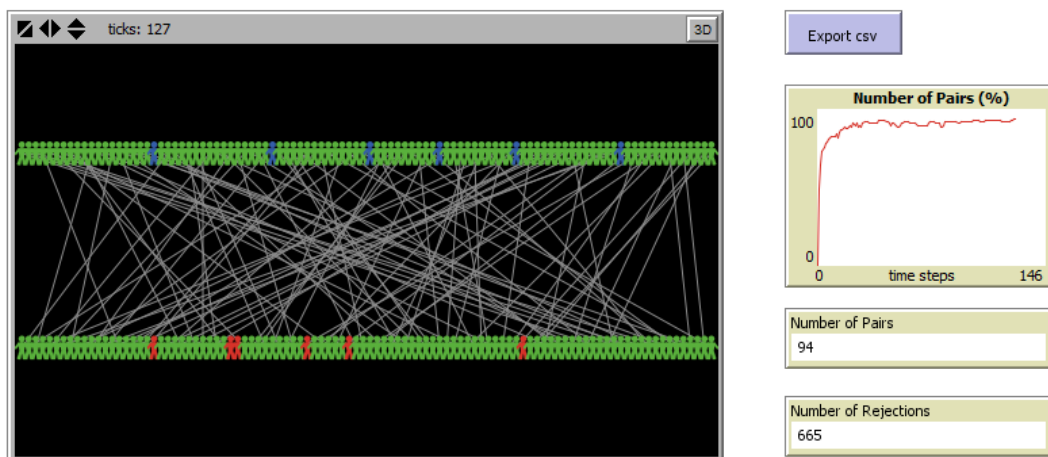 ticks: 127
3D
Export csv
Number of Pairs (%)
100
0
0 time steps 146
Number of Pairs
94
Number of Rejections
665